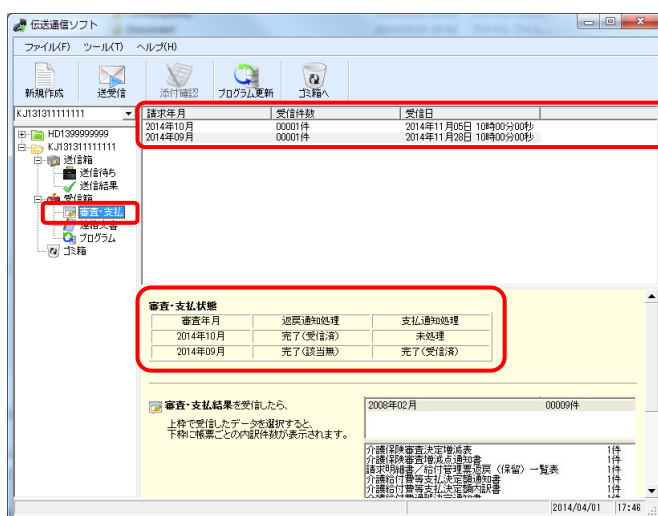 伝送通信ソフト
ファイル(F) ツール(T) ヘルプ(H)
新規作成 送受信 添付確認 プログラム更新 ゴミ箱へ
KJ131311111111
HD1399999999
KJ131311111111
送信箱
送信待ち
送信結果
受信箱
審査・支払
連絡文書
プログラム
ゴミ箱
請求年月 受信件数 受信日
2014年10月 00001件 2014年11月05日 10時00分00秒
2014年09月 00001件 2014年11月28日 10時00分00秒
審査・支払状態
審査年月 返戻通知処理 支払通知処理
2014年10月 完了(受信済) 未処理
2014年09月 完了(該当無) 完了(受信済)
審査・支払結果を受信したら、
上枠で受信したデータを選択すると、
下枠に帳票ごとの内訳件数が表示されます。
2008年02月 00009件
介護保険審査決定増減表 1件
介護保険審査増減点通知書 1件
請求明細書/給付管理票返戻(保留)一覧表 1件
介護給付費等支払決定額通知書 1件
介護給付費等支払決定額内訳書 1件
2014/04/01 17:46